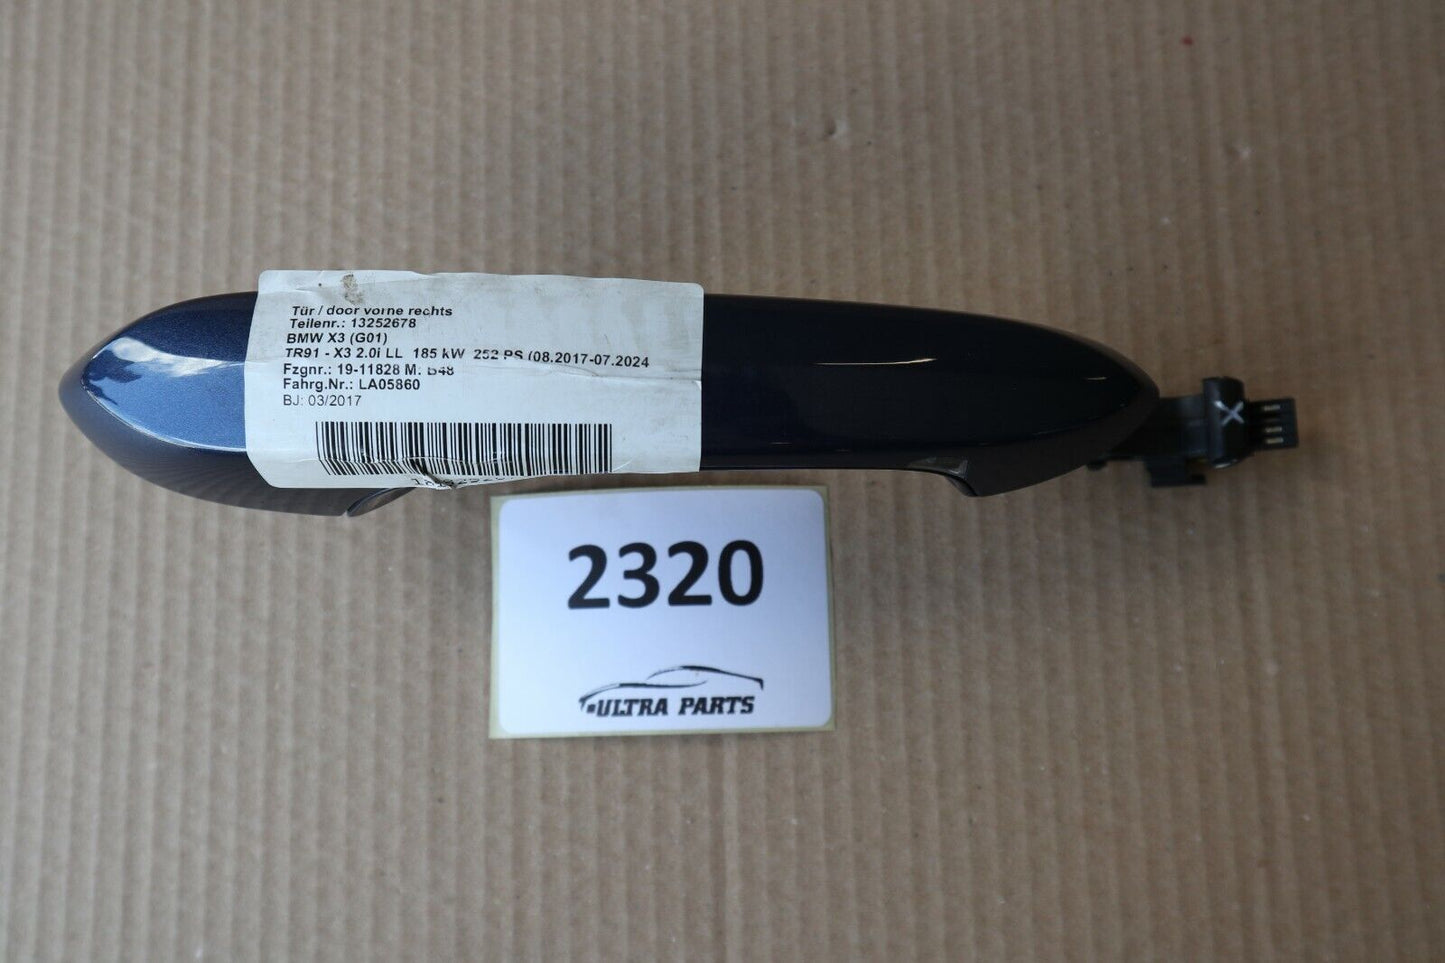 Tür / door vorne rechts
Teilenr.: 13252678
BMW X3 (G01)
TR91 - X3 2.0i LL 185 kW 252 PS (08.2017-07.2024
Fzgnr.: 19-11828 M: B48
Fahrg.Nr.: LA05860
BJ: 03/2017
2320
ULTRA PARTS
X